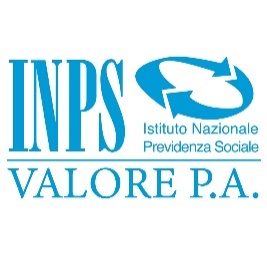 INPS
Istituto Nazionale
Previdenza Sociale
VALORE P.A.